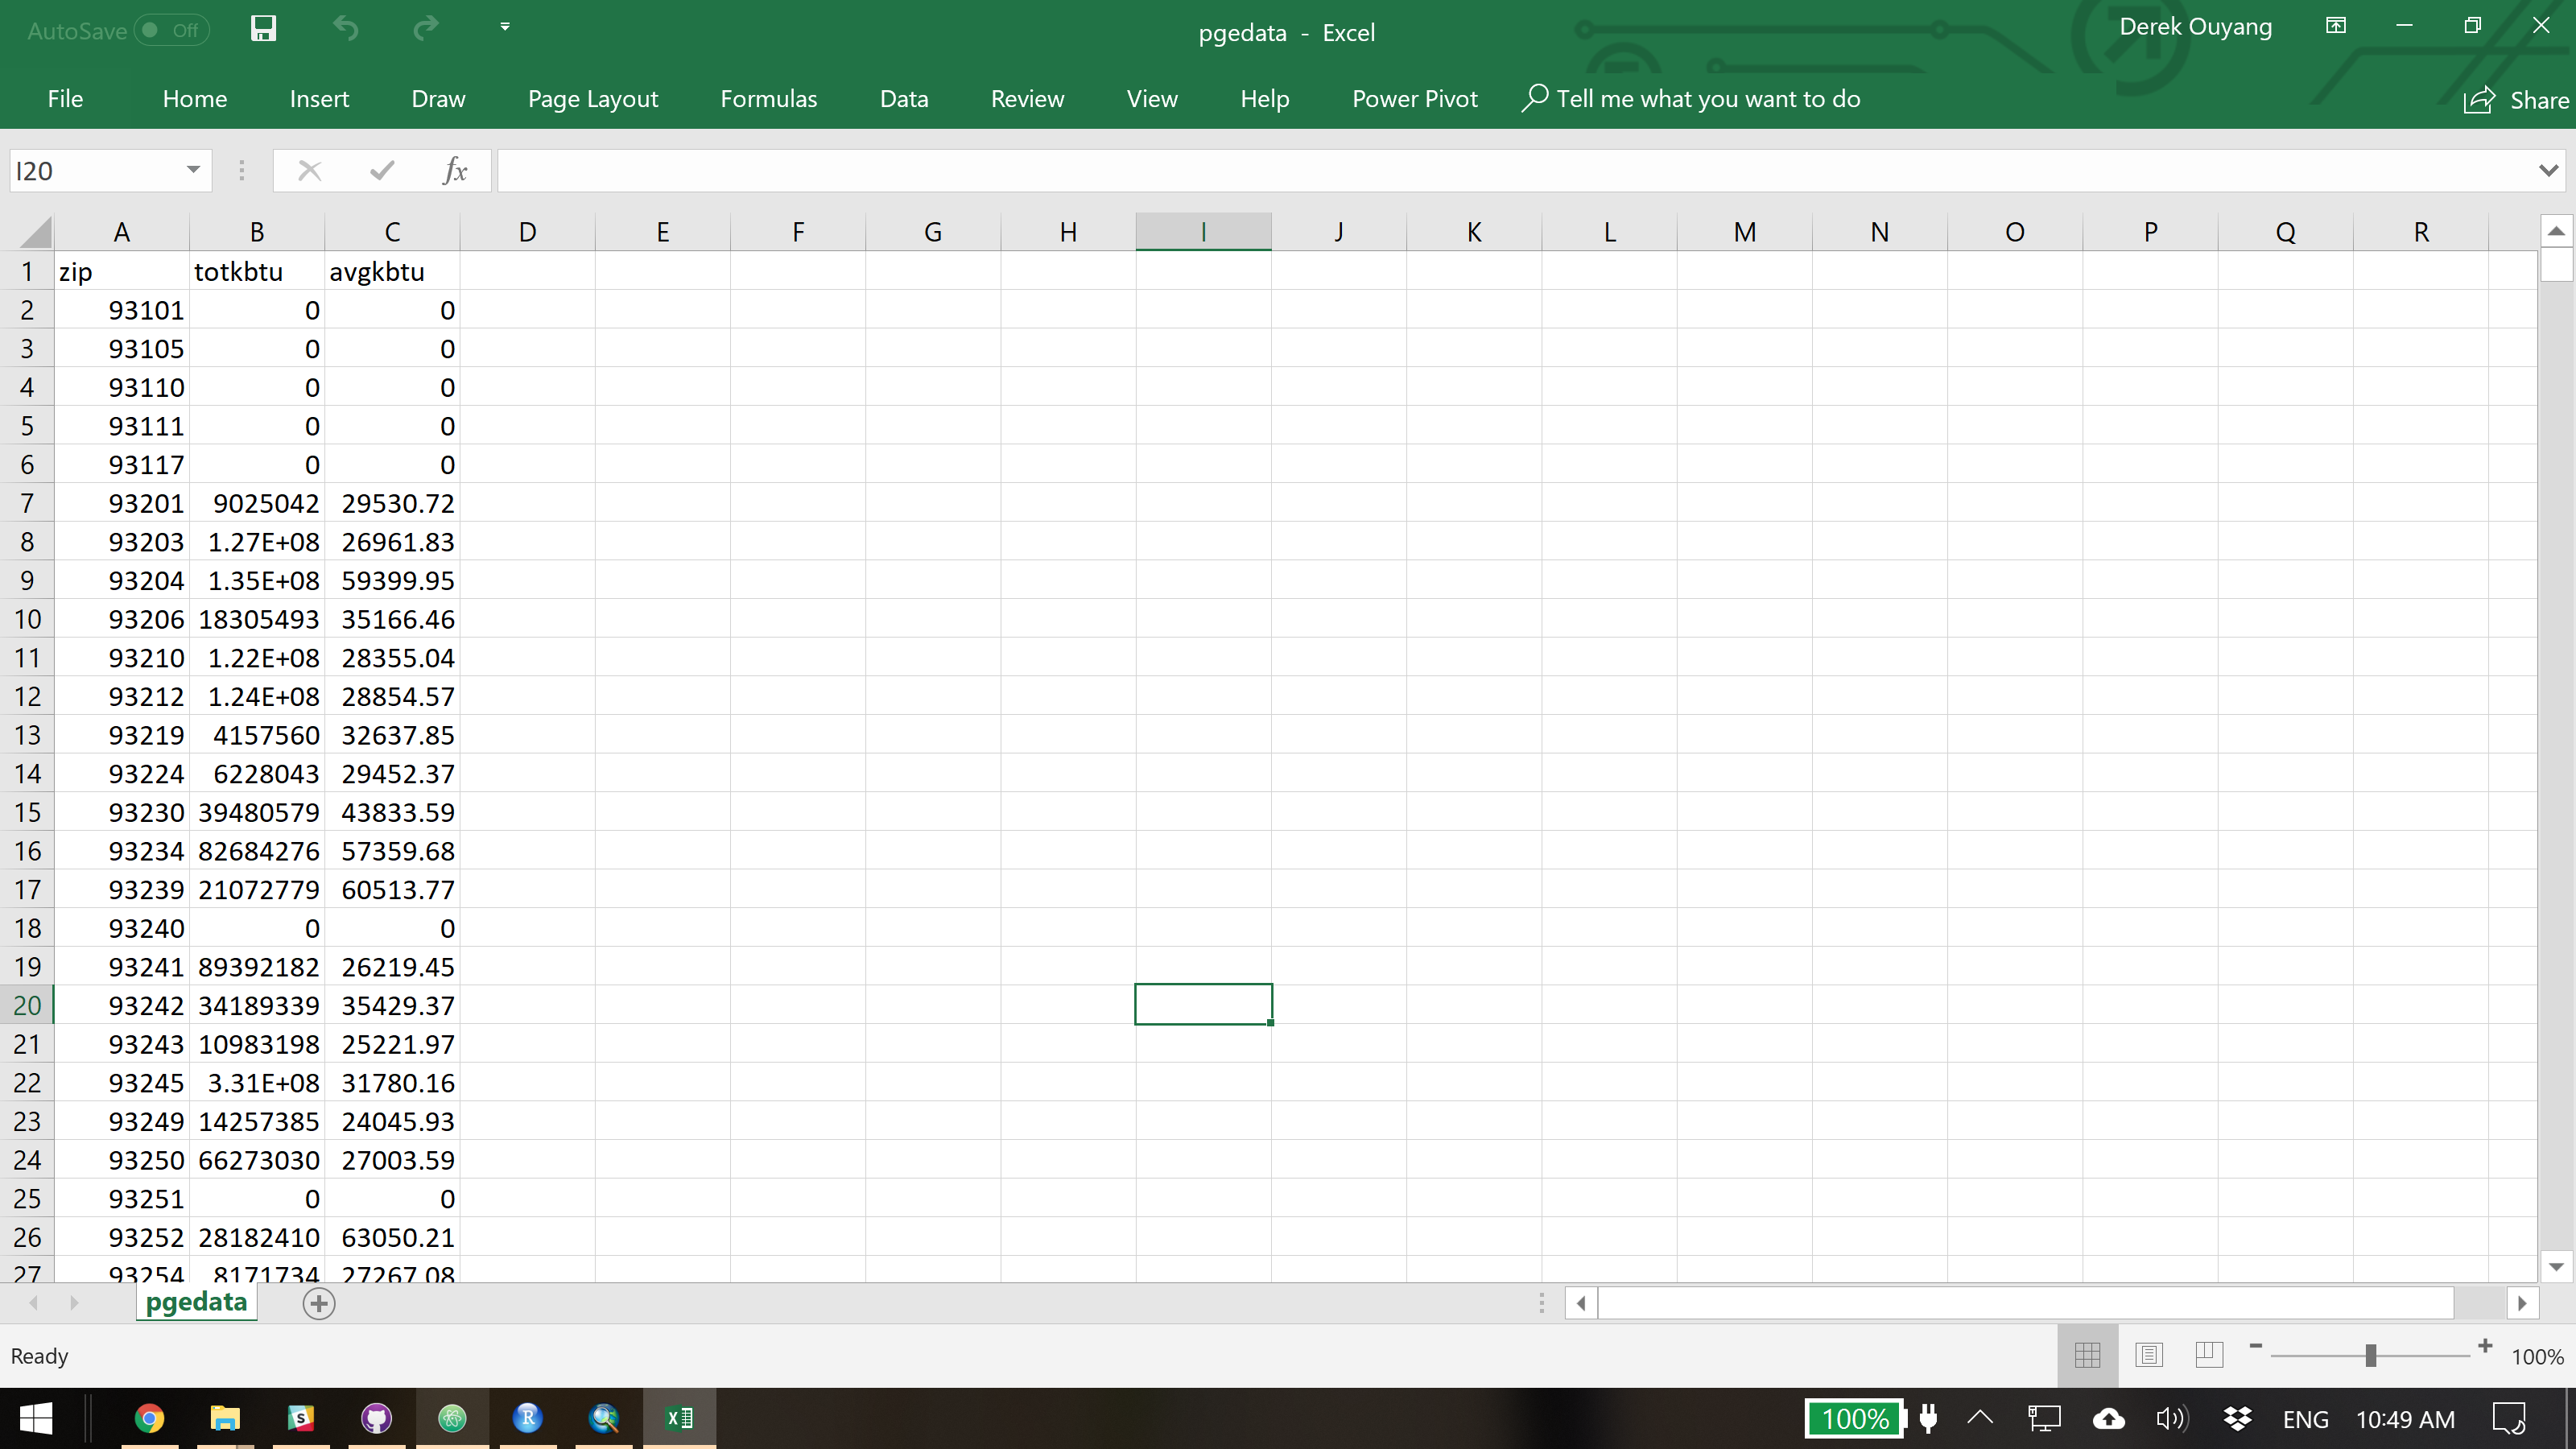 AutoSave Off pgedata - Excel Derek Ouyang
File Home Insert Draw Page Layout Formulas Data Review View Help Power Pivot Tell me what you want to do Share
I20 fx
A B C D E F G H I J K L M N O P Q R
1 zip totkbtu avgkbtu
2 93101 0 0
3 93105 0 0
4 93110 0 0
5 93111 0 0
6 93117 0 0
7 93201 9025042 29530.72
8 93203 1.27E+08 26961.83
9 93204 1.35E+08 59399.95
10 93206 18305493 35166.46
11 93210 1.22E+08 28355.04
12 93212 1.24E+08 28854.57
13 93219 4157560 32637.85
14 93224 6228043 29452.37
15 93230 39480579 43833.59
16 93234 82684276 57359.68
17 93239 21072779 60513.77
18 93240 0 0
19 93241 89392182 26219.45
20 93242 34189339 35429.37
21 93243 10983198 25221.97
22 93245 3.31E+08 31780.16
23 93249 14257385 24045.93
24 93250 66273030 27003.59
25 93251 0 0
26 93252 28182410 63050.21
27 93254 8171734 27267.08
pgedata
Ready 100%
100% ENG 10:49 AM